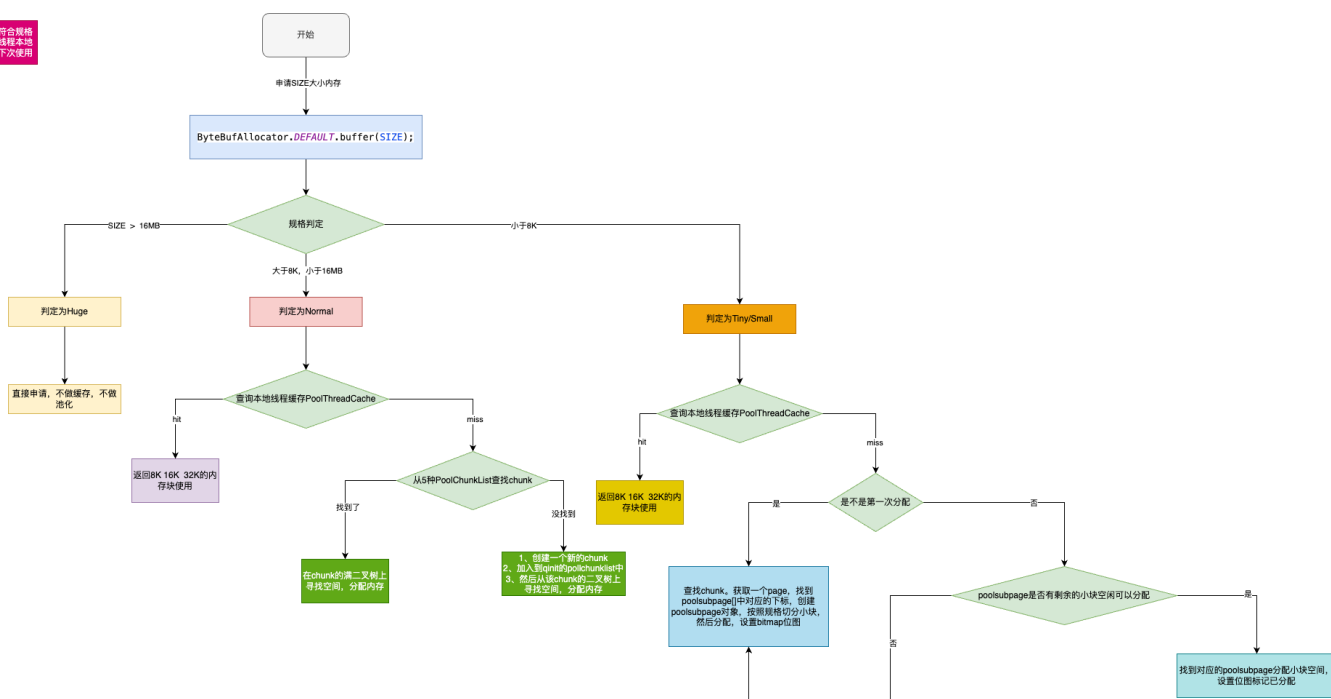 符合规格
线程本地
下次使用
开始
申请SIZE大小内存
ByteBufAllocator.DEFAULT.buffer(SIZE);
规格判定
SIZE > 16MB
小于8K
大于8K，小于16MB
判定为Huge
判定为Normal
判定为Tiny/Small
直接申请，不做缓存，不做
池化
查询本地线程缓存PoolThreadCache
hit
miss
查询本地线程缓存PoolThreadCache
hit
miss
返回8K 16K 32K的内
存块使用
从5种PoolChunkList查找chunk
找到了
没找到
返回8K 16K 32K的内
存块使用
是不是第一次分配
是
否
在chunk的满二叉树上
寻找空间，分配内存
1、创建一个新的chunk
2、加入到qinit的pollchunklist中
3、然后从该chunk的二叉树上
寻找空间，分配内存
查找chunk。获取一个page，找到
poolsubpage[]中对应的下标，创建
poolsubpage对象，按照规格切分小块，
然后分配，设置bitmap位图
poolsubpage是否有剩余的小块空闲可以分配
否
是
找到对应的poolsubpage分配小块空间，
设置位图标记已分配